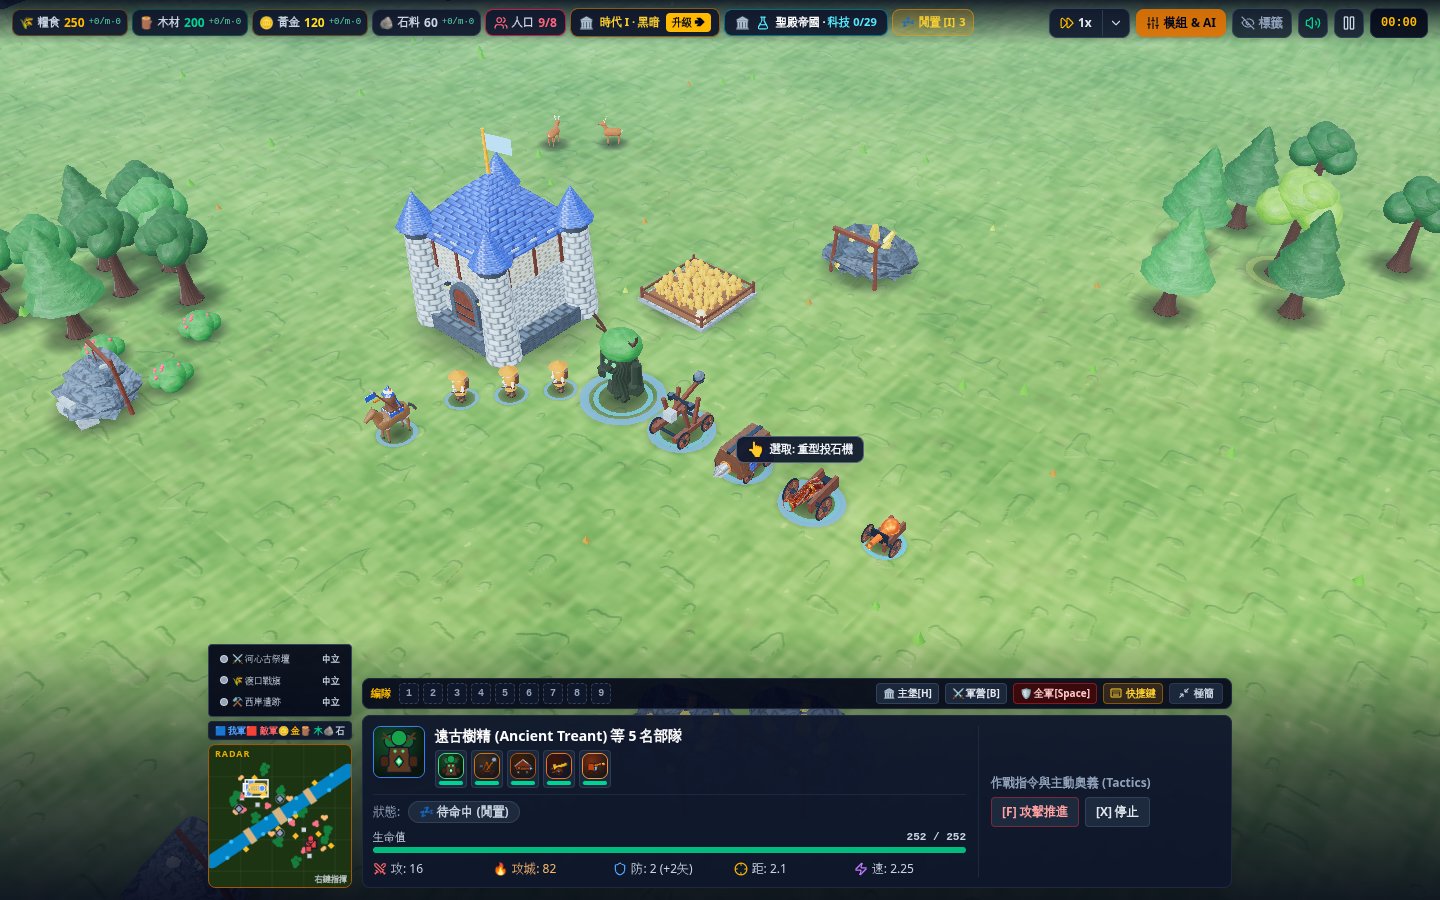 糧食 250 +0/m·0
木材 200 +0/m·0
黃金 120 +0/m·0
石料 60 +0/m·0
人口 9/8
時代 I · 黑暗 升級
聖殿帝國 · 科技 0/29
閒置 [I] 3
1x
模組 & AI
標籤
00:00
選取: 重型投石機
河心古祭壇 中立
渡口戰旗 中立
西岸遺跡 中立
我軍 敵軍 金 木 石
RADAR
右鍵指揮
編隊 1 2 3 4 5 6 7 8 9
主堡[H]
軍營[B]
全軍[Space]
快捷鍵
極簡
遠古樹精 (Ancient Treant) 等 5 名部隊
狀態: 待命中 (閒置)
生命值 252 / 252
攻: 16
攻城: 82
防: 2 (+2矢)
距: 2.1
速: 2.25
作戰指令與主動奧義 (Tactics)
[F] 攻擊推進
[X] 停止